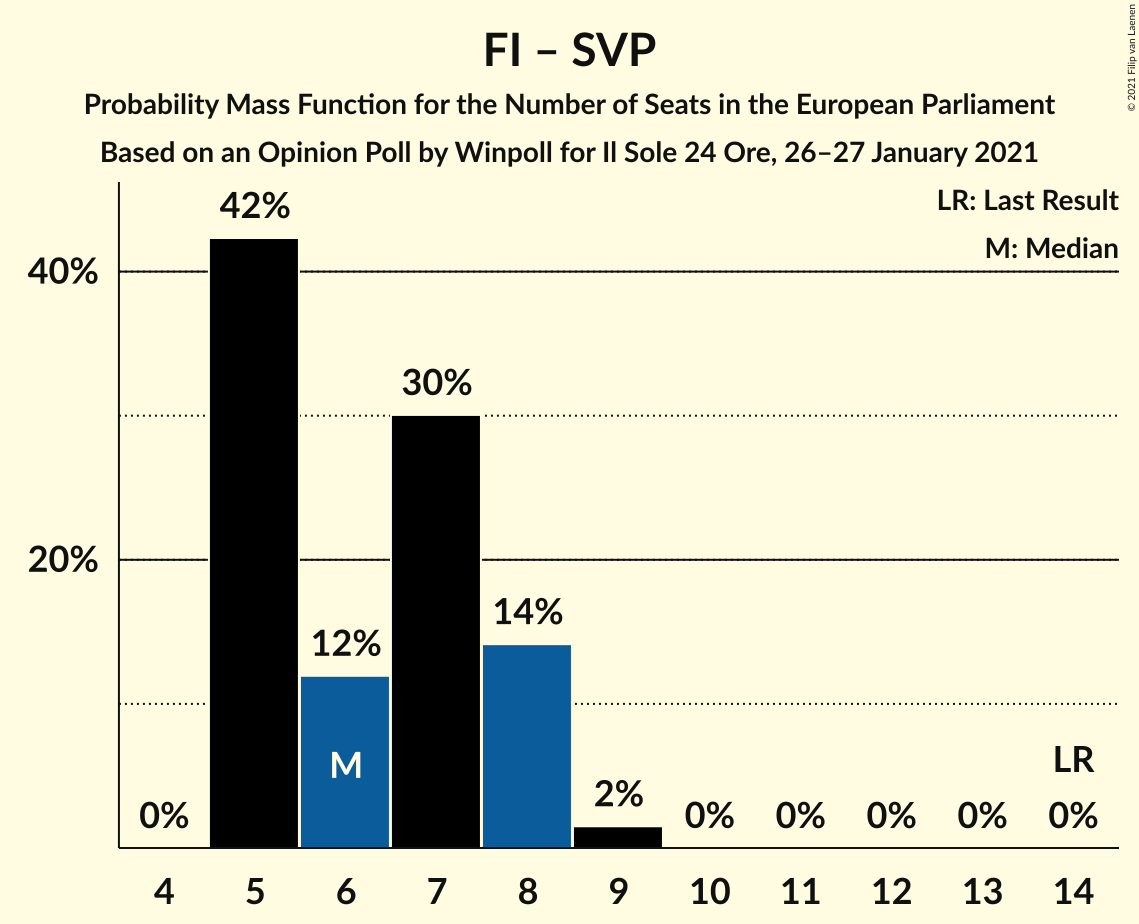 FI – SVP
Probability Mass Function for the Number of Seats in the European Parliament
Based on an Opinion Poll by Winpoll for Il Sole 24 Ore, 26–27 January 2021
© 2021 Filip van Laenen
LR: Last Result
M: Median
40%
20%
0%
42%
12%
M
30%
14%
2%
0%
0%
0%
0%
LR
0%
4 5 6 7 8 9 10 11 12 13 14